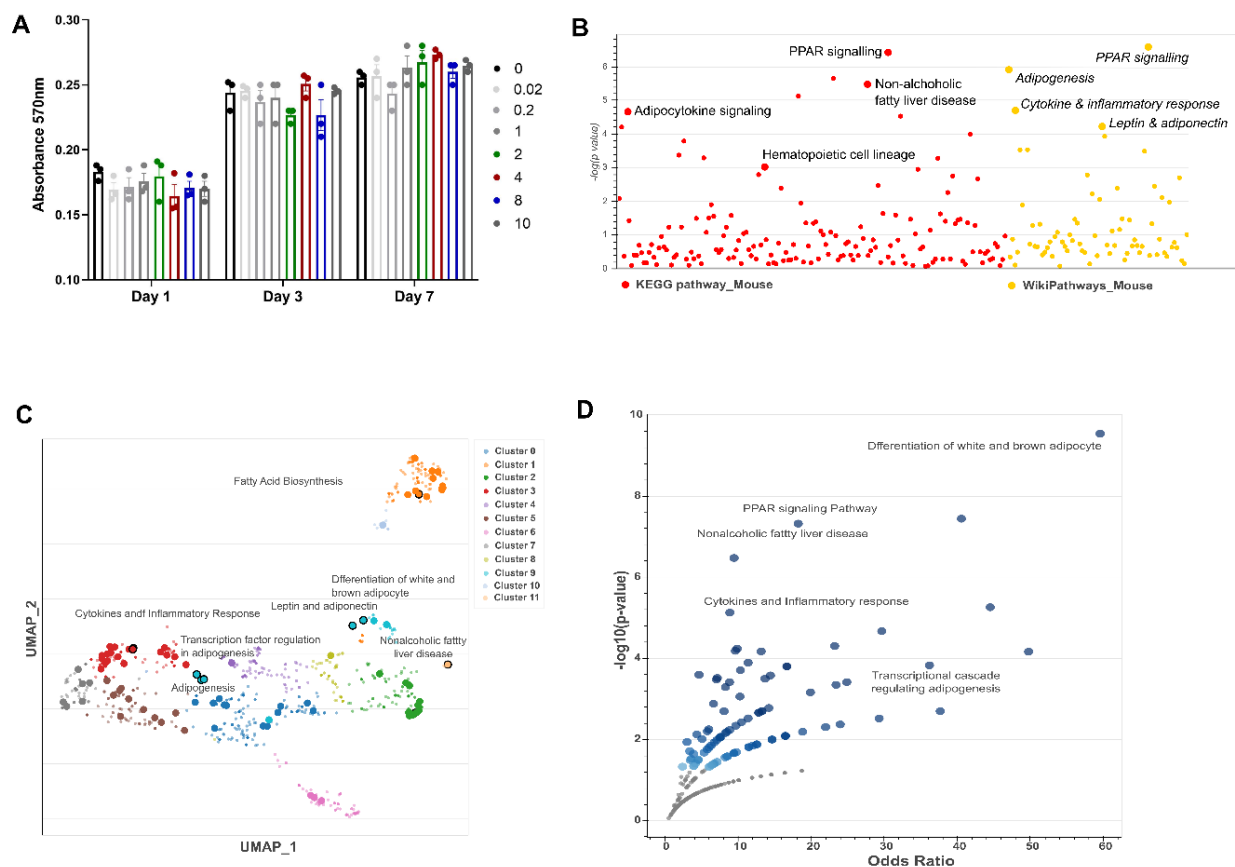 A
Absorbance 570nm
0.30
0.25
0.20
0.15
0.10
Day 1
Day 3
Day 7
0
0.02
0.2
1
2
4
8
10
B
-log(p value)
6
5
4
3
2
1
0
PPAR signalling
Non-alchoholic
fatty liver disease
Adipocylokine signaling
Hematopoietic cell lineage
PPAR signalling
Adipogenesis
Cytokine & inflammatory response
Leptin & adiponectin
KEGG pathway_Mouse
WikiPathways_Mouse
C
UMAP_2
Fatty Acid Biosynthesis
Dfferentiation of white and
brown adipocyte
Leptin and adiponectin
Cytokines andf Inflammatory Response
Transcription factor regulation
in adipogenesis
Nonalcoholic fattty
liver disease
Adipogenesis
UMAP_1
Cluster 0
Cluster 1
Cluster 2
Cluster 3
Cluster 4
Cluster 5
Cluster 6
Cluster 7
Cluster 8
Cluster 9
Cluster 10
Cluster 11
D
-log10(p-value)
10
8
6
4
2
0
Dfferentiation of white and brown adipocyte
PPAR signaling Pathway
Nonalcoholic fattty liver disease
Cytokines and Inflammatory response
Transcriptional cascade
regulating adipogenesis
0
10
20
30
40
50
60
Odds Ratio